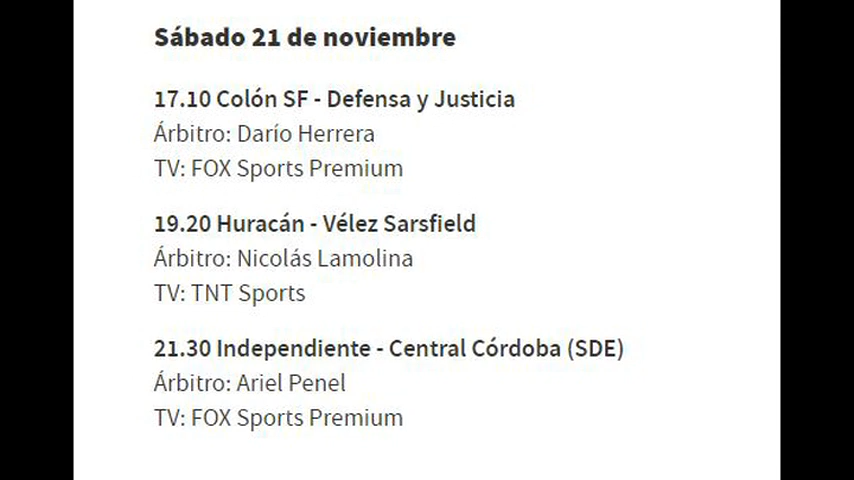 Sábado 21 de noviembre
17.10 Colón SF - Defensa y Justicia
Árbitro: Darío Herrera
TV: FOX Sports Premium
19.20 Huracán - Vélez Sarsfield
Árbitro: Nicolás Lamolina
TV: TNT Sports
21.30 Independiente - Central Córdoba (SDE)
Árbitro: Ariel Penel
TV: FOX Sports Premium